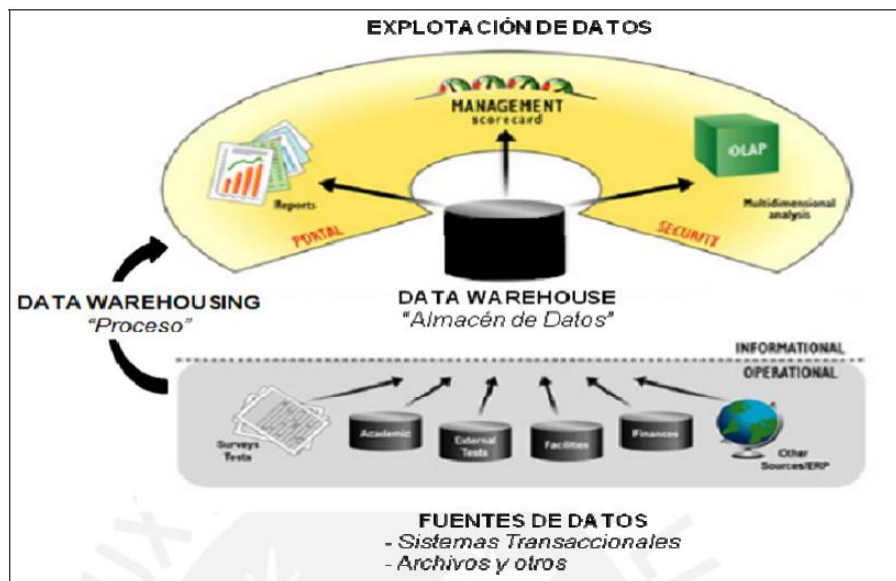 EXPLOTACIÓN DE DATOS
MANAGEMENT
scorecard
OLAP
Reports
Multidimensional
analysis
PORTAL
SECURITY
DATA WAREHOUSING
"Proceso"
DATA WAREHOUSE
"Almacén de Datos"
INFORMATIONAL
OPERATIONAL
Surveys
Tests
Academic
External
Tests
Facilities
Finances
Other
Sources/ERP
FUENTES DE DATOS
- Sistemas Transaccionales
- Archivos y otros